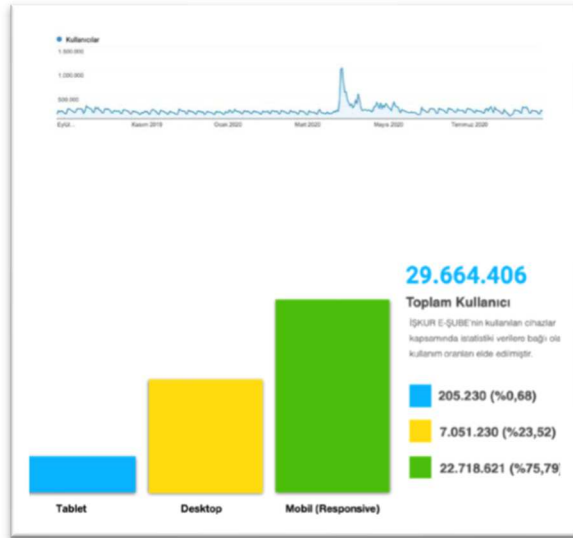 Kullanıcılar
1.500.000
1.000.000
500.000
Eylül...
Kasım 2019
Ocak 2020
Mart 2020
Mayıs 2020
Temmuz 2020
29.664.406
Toplam Kullanıcı
İŞKUR E-ŞUBE'nin kullanılan cihazlar
kapsamında istatistiki verilere bağlı ola
kullanım oranları elde edilmiştir.
205.230 (%0,68)
7.051.230 (%23,52)
22.718.621 (%75,79)
Tablet
Desktop
Mobil (Responsive)